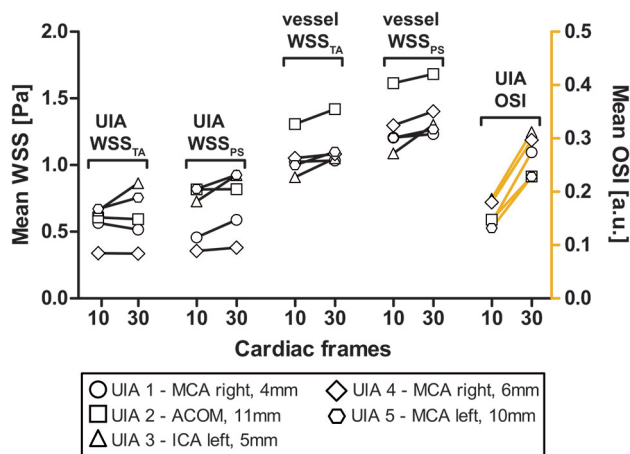 vessel
WSSTA
vessel
WSSPS
UIA
OSI
UIA
WSSTA
UIA
WSSPS
Mean WSS [Pa]
2.0
1.5
1.0
0.5
0.0
Mean OSI [a.u.]
0.5
0.4
0.3
0.2
0.1
0.0
10 30 10 30 10 30 10 30 10 30
Cardiac frames
UIA 1 - MCA right, 4mm
UIA 2 - ACOM, 11mm
UIA 3 - ICA left, 5mm
UIA 4 - MCA right, 6mm
UIA 5 - MCA left, 10mm